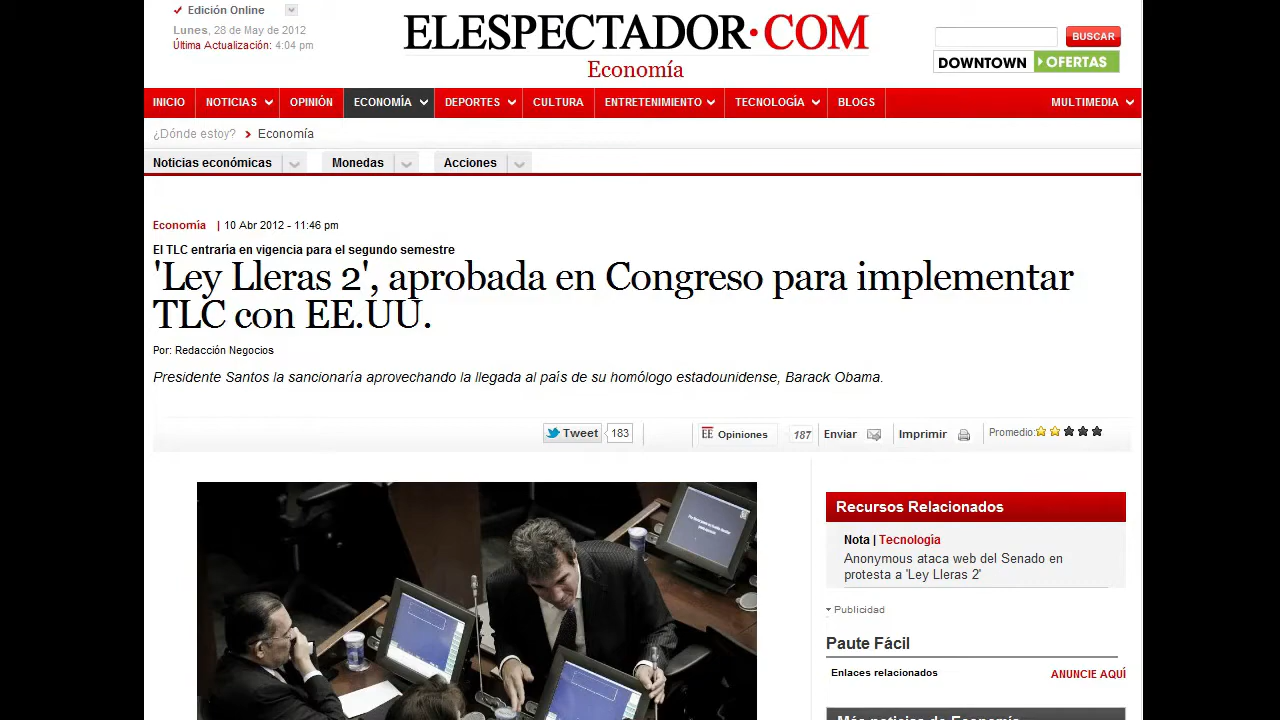 Edición Online
Lunes, 28 de May de 2012
Última Actualización: 4:04 pm
ELESPECTADOR·COM
Economía
BUSCAR
DOWNTOWN OFERTAS
INICIO NOTICIAS OPINIÓN ECONOMÍA DEPORTES CULTURA ENTRETENIMIENTO TECNOLOGÍA BLOGS MULTIMEDIA
¿Dónde estoy? Economía
Noticias económicas Monedas Acciones
Economía | 10 Abr 2012 - 11:46 pm
El TLC entraría en vigencia para el segundo semestre
'Ley Lleras 2', aprobada en Congreso para implementar
TLC con EE.UU.
Por: Redacción Negocios
Presidente Santos la sancionaría aprovechando la llegada al país de su homólogo estadounidense, Barack Obama.
Tweet 183 EE Opiniones 187 Enviar Imprimir Promedio:
Recursos Relacionados
Nota | Tecnología
Anonymous ataca web del Senado en
protesta a 'Ley Lleras 2'
Publicidad
Paute Fácil
Enlaces relacionados ANUNCIE AQUÍ
Más noticias de Economía